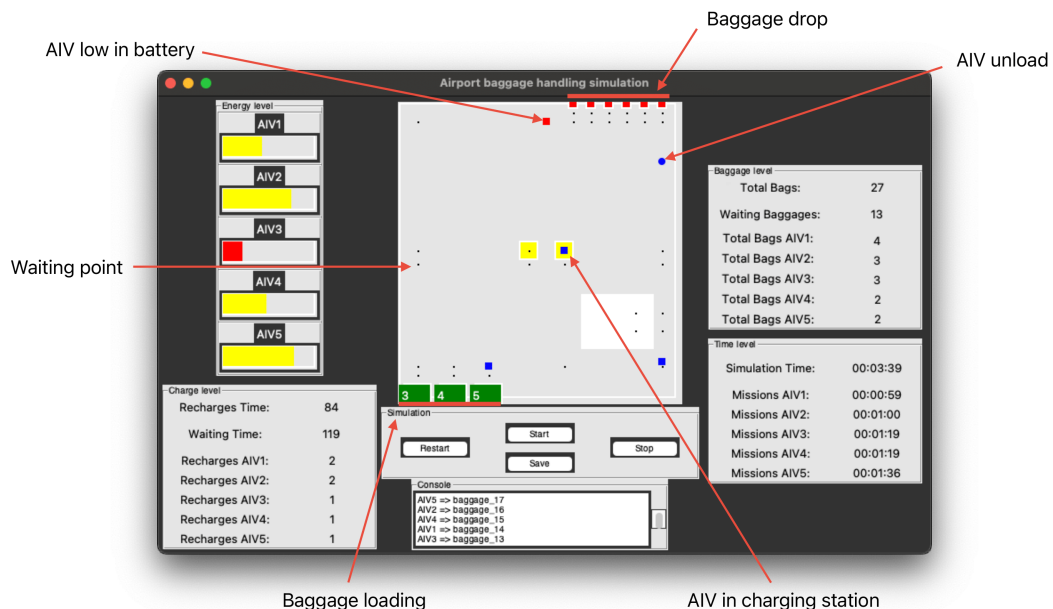 Baggage drop
AIV low in battery
AIV unload
Airport baggage handling simulation
Energy level
AIV1
AIV2
AIV3
AIV4
AIV5
Waiting point
Baggage level
Total Bags: 27
Waiting Baggages: 13
Total Bags AIV1: 4
Total Bags AIV2: 3
Total Bags AIV3: 3
Total Bags AIV4: 2
Total Bags AIV5: 2
Time level
Simulation Time: 00:03:39
Missions AIV1: 00:00:59
Missions AIV2: 00:01:00
Missions AIV3: 00:01:19
Missions AIV4: 00:01:19
Missions AIV5: 00:01:36
3 4 5
Charge level
Recharges Time: 84
Waiting Time: 119
Recharges AIV1: 2
Recharges AIV2: 2
Recharges AIV3: 1
Recharges AIV4: 1
Recharges AIV5: 1
Simulation
Restart
Start
Save
Stop
Console
AIV5 => baggage_17
AIV2 => baggage_16
AIV4 => baggage_15
AIV1 => baggage_14
AIV3 => baggage_13
Baggage loading
AIV in charging station